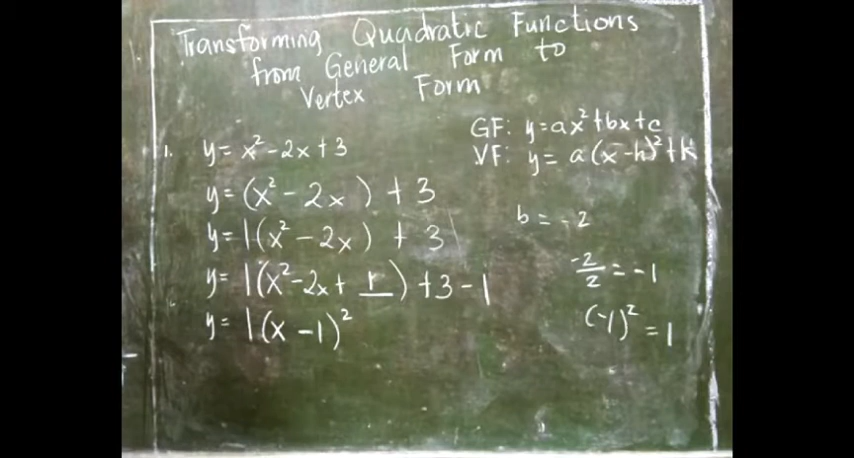 Transforming Quadratic Functions
from General Form to
Vertex Form
GF: y=ax²+bx+c
VF: y= a(x-h)²+k
1. y= x²-2x+3
y= (x²-2x ) +3
y= 1(x²-2x) +3
y= 1(x²-2x+ 1) +3-1
y= 1(x-1)²
b = -2
-2/2 = -1
(-1)² = 1